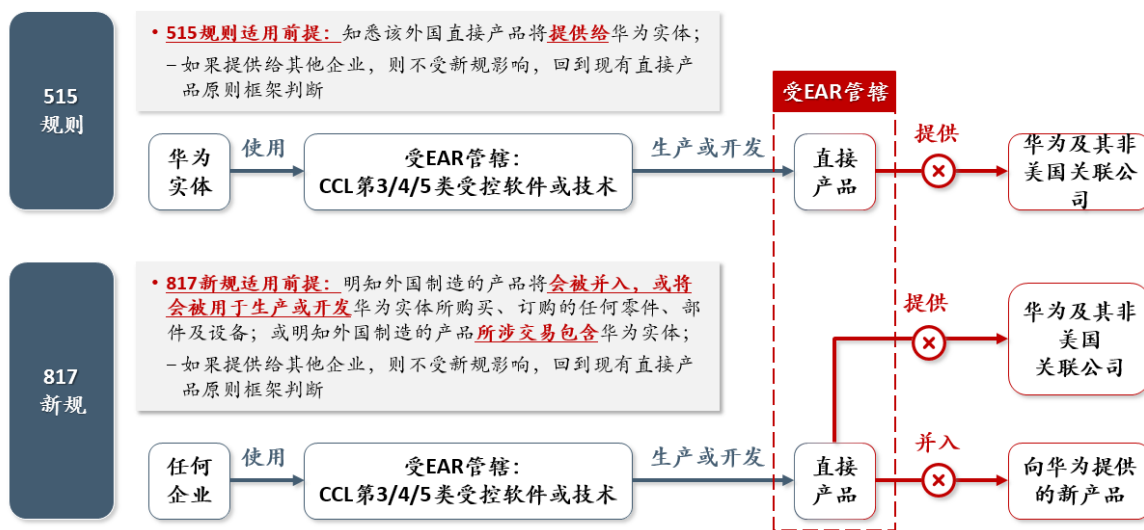 515
规则
• 515规则适用前提：知悉该外国直接产品将提供给华为实体；
– 如果提供给其他企业，则不受新规影响，回到现有直接产
品原则框架判断
受EAR管辖
华为
实体
使用
受EAR管辖：
CCL第3/4/5类受控软件或技术
生产或开发
直接
产品
提供
华为及其非
美国关联公
司
817
新规
• 817新规适用前提：明知外国制造的产品将会被并入，或将
会被用于生产或开发华为实体所购买、订购的任何零件、部
件及设备；或明知外国制造的产品所涉交易包含华为实体；
– 如果提供给其他企业，则不受新规影响，回到现有直接产
品原则框架判断
提供
华为及其非
美国
关联公司
任何
企业
使用
受EAR管辖：
CCL第3/4/5类受控软件或技术
生产或开发
直接
产品
并入
向华为提供
的新产品